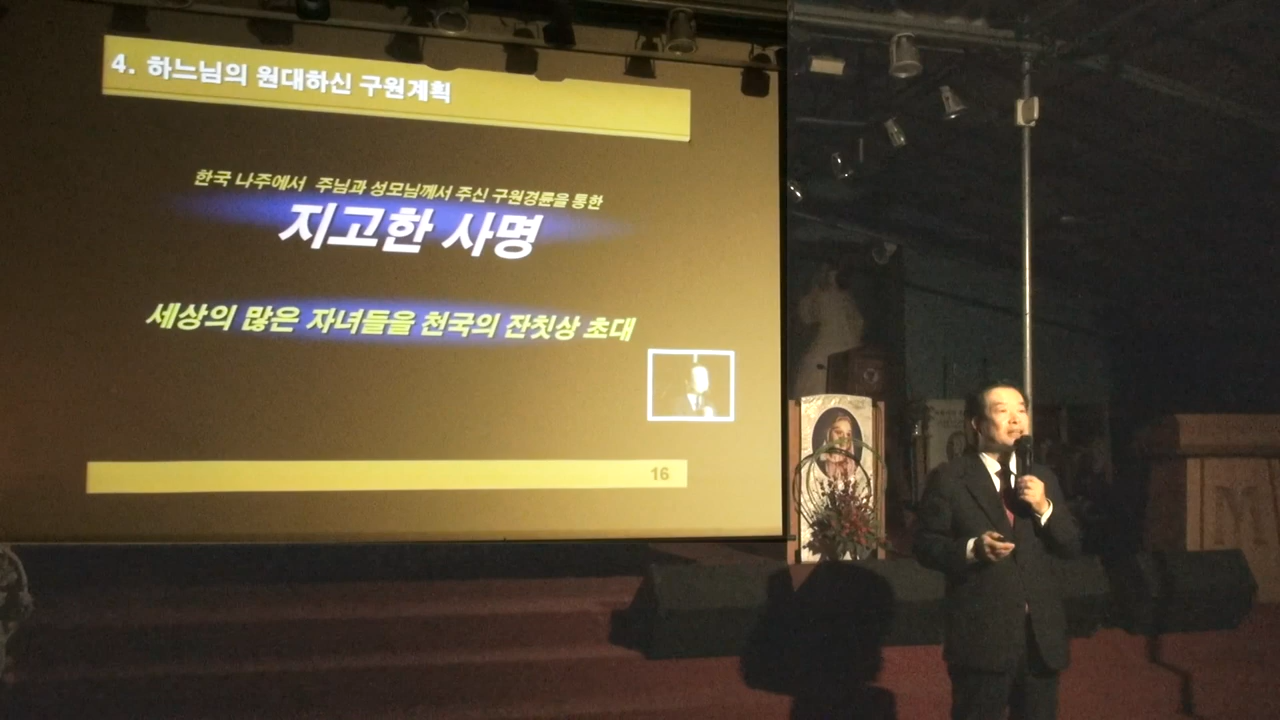 4. 하느님의 원대하신 구원계획
한국 나주에서 주님과 성모님께서 주신 구원경륜을 통한
지고한 사명
세상의 많은 자녀들을 천국의 잔칫상 초대
16
M